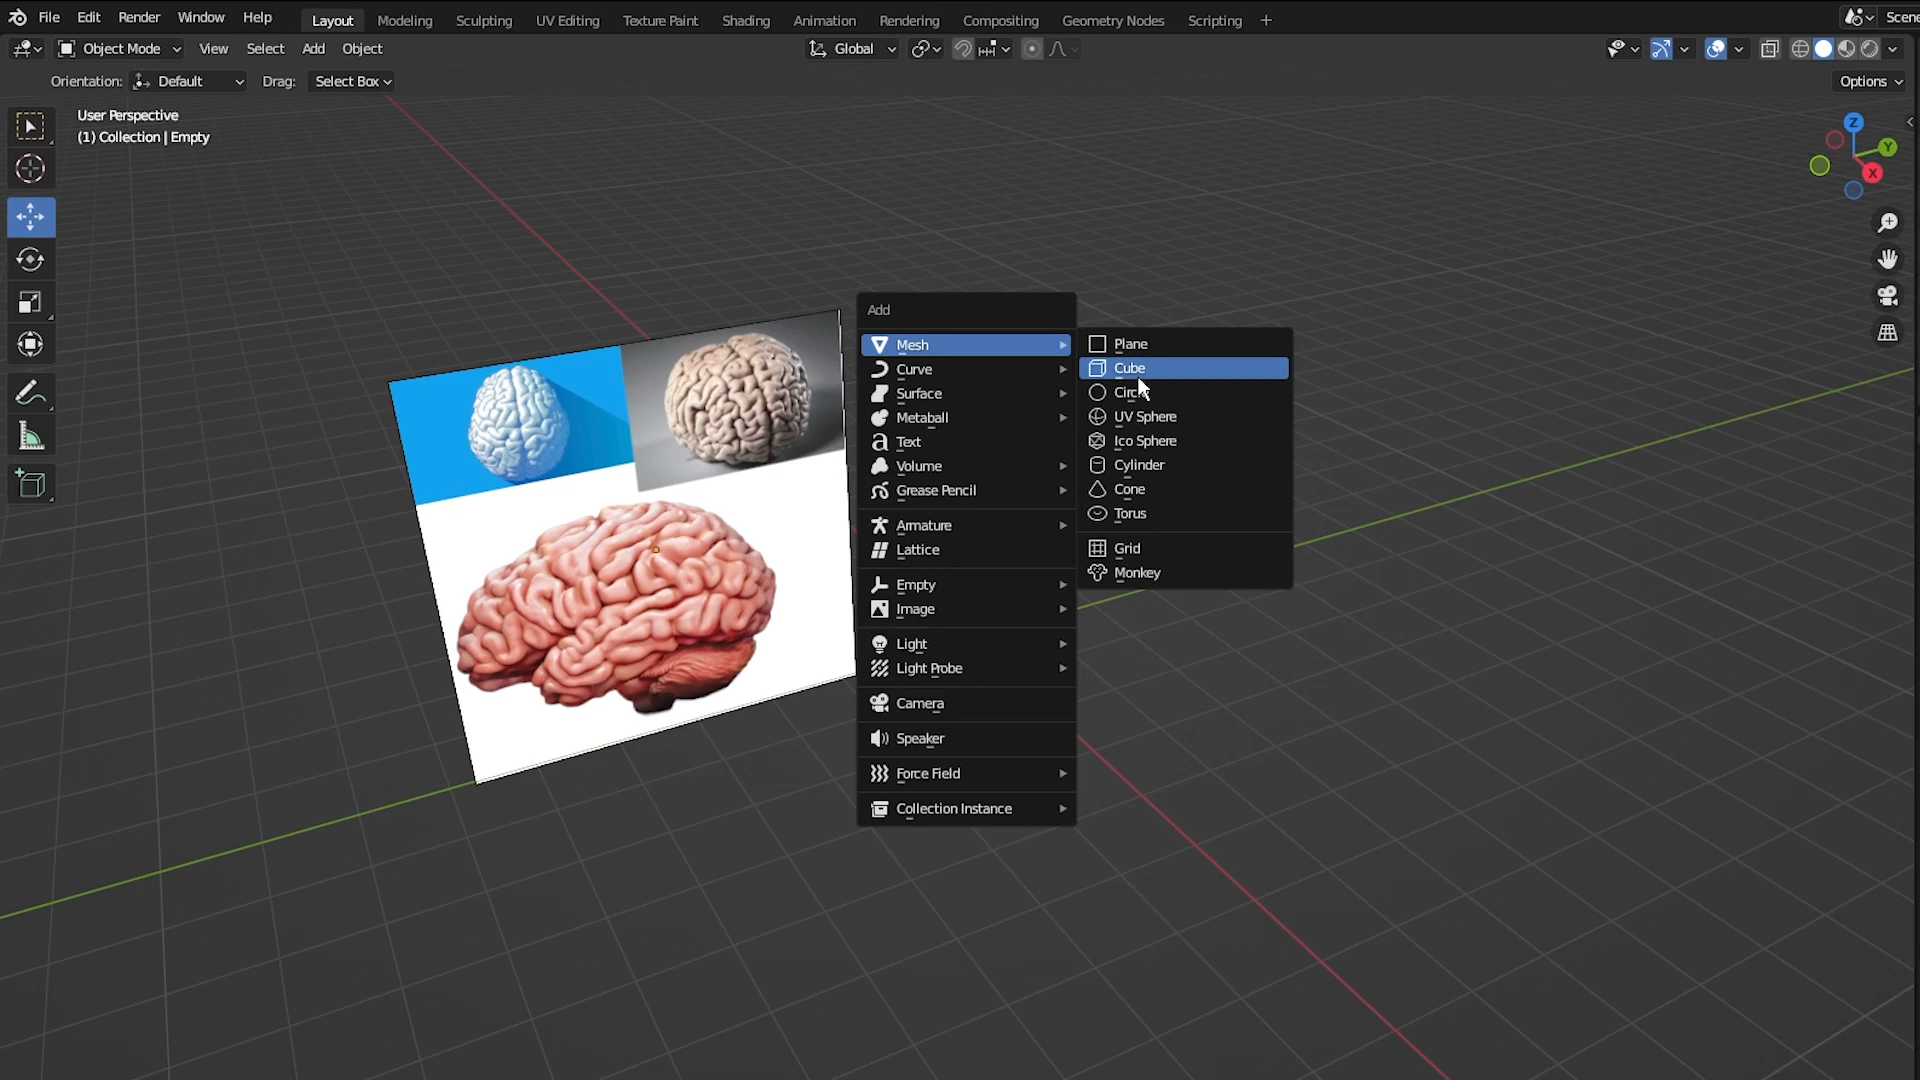 File Edit Render Window Help Layout Modeling Sculpting UV Editing Texture Paint Shading Animation Rendering Compositing Geometry Nodes Scripting + Scene
Object Mode View Select Add Object Global
Orientation: Default Drag: Select Box Options
User Perspective
(1) Collection | Empty
Z
Y
X
Add
Mesh
Curve
Surface
Metaball
Text
Volume
Grease Pencil
Armature
Lattice
Empty
Image
Light
Light Probe
Camera
Speaker
Force Field
Collection Instance
Plane
Cube
Circle
UV Sphere
Ico Sphere
Cylinder
Cone
Torus
Grid
Monkey